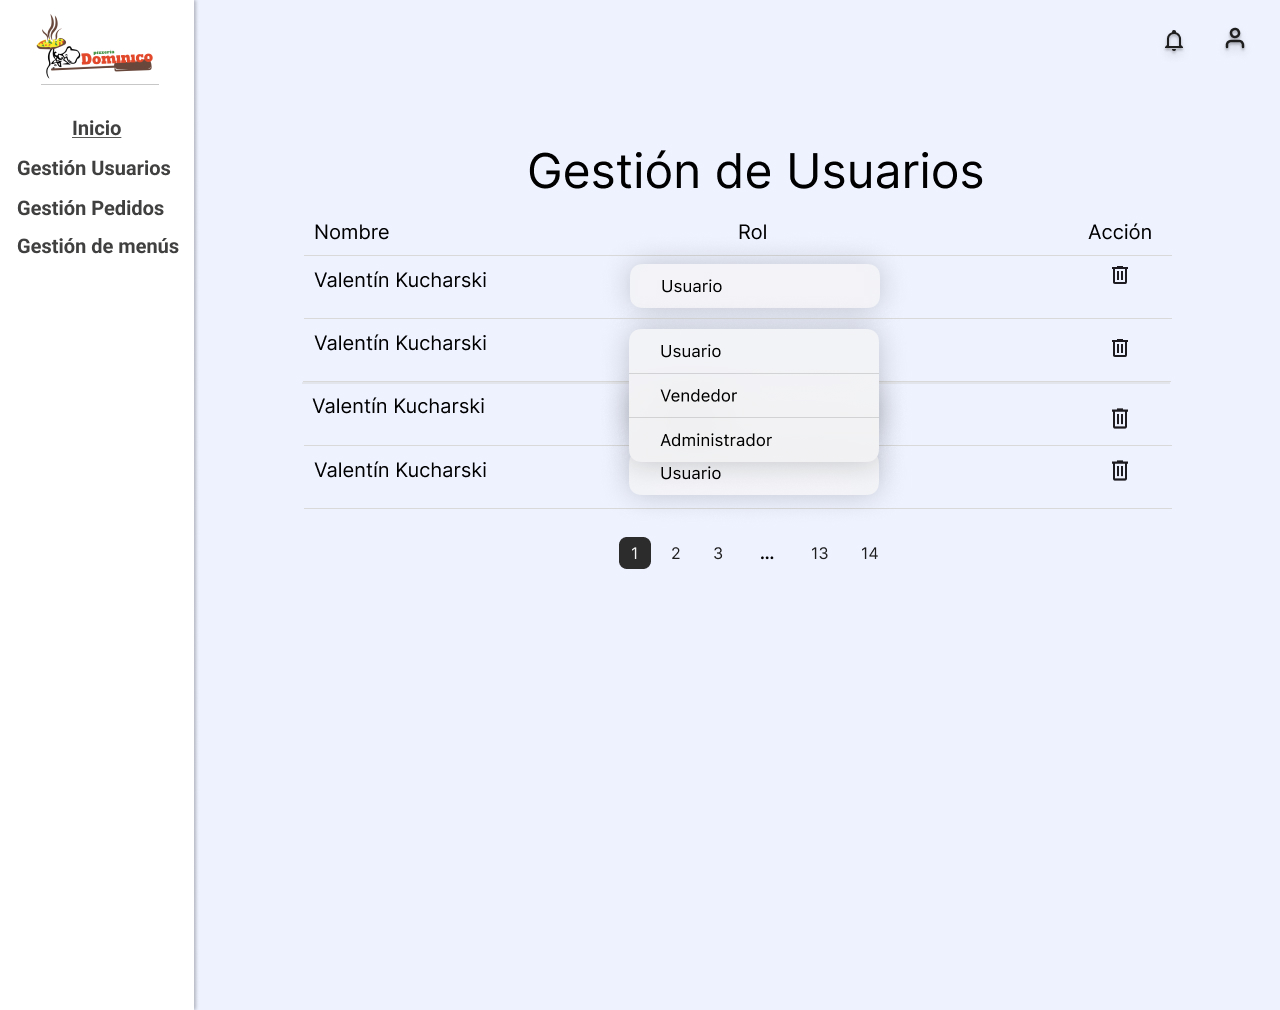 pizzeria
Dominico
Inicio
Gestión Usuarios
Gestión Pedidos
Gestión de menús
Gestión de Usuarios
Nombre Rol Acción
Valentín Kucharski Usuario
Valentín Kucharski Usuario
Vendedor
Valentín Kucharski
Administrador
Valentín Kucharski Usuario
1 2 3 ... 13 14